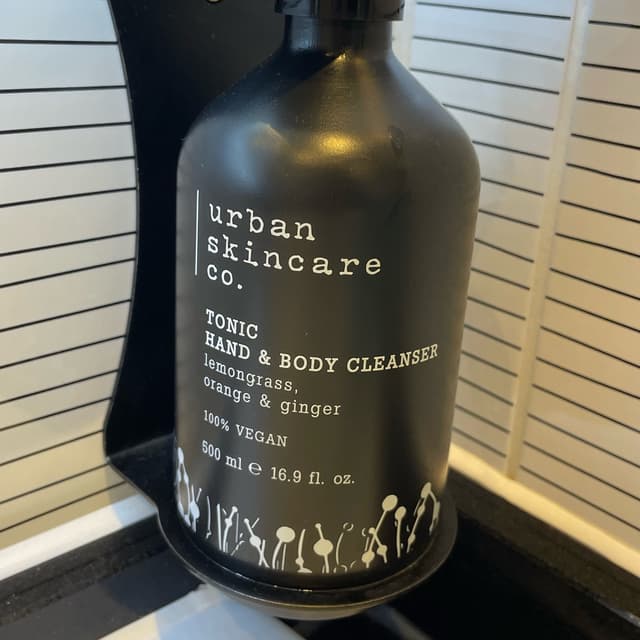 urban
skincare
co.
TONIC
HAND & BODY CLEANSER
lemongrass,
orange & ginger
100% VEGAN
500 ml ℮ 16.9 fl. oz.